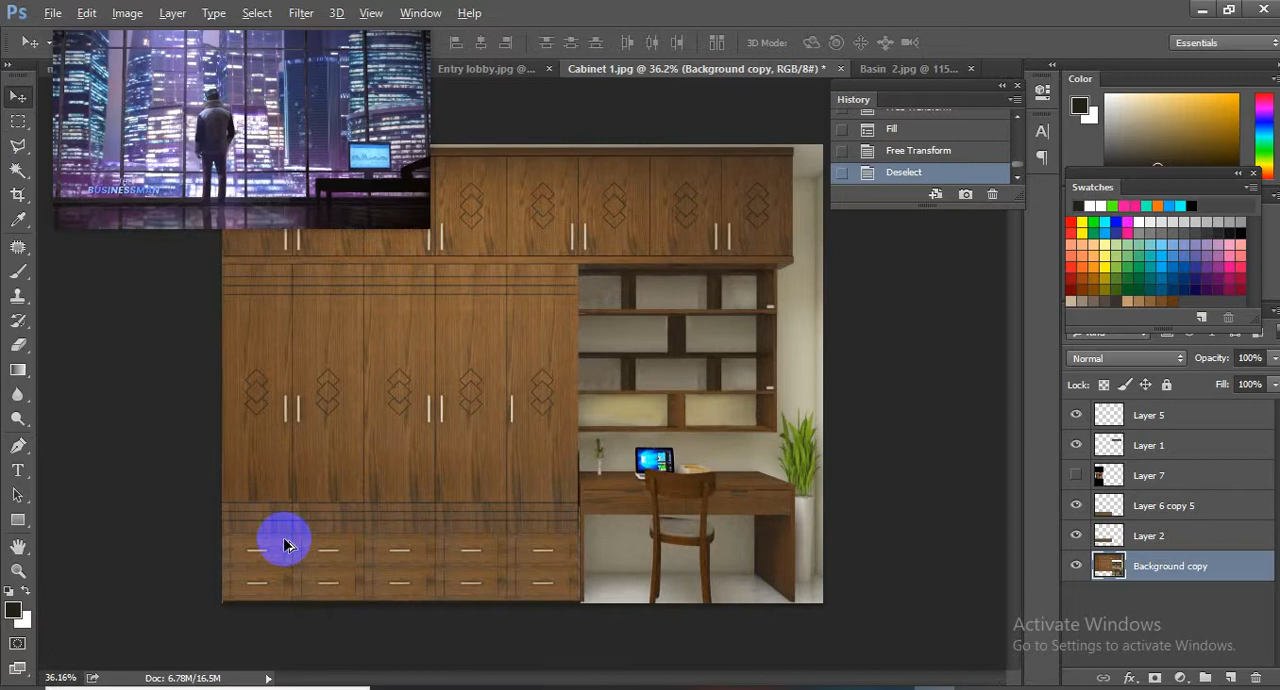 Ps File Edit Image Layer Type Select Filter 3D View Window Help
3D Mode:
Essentials
Entry lobby.jpg @...
Cabinet 1.jpg @ 36.2% (Background copy, RGB/8#) *
Basin 2.jpg @ 115...
History
Fill
Free Transform
Deselect
Color
Swatches
BUSINESSMAN
Normal
Opacity: 100%
Lock:
Fill: 100%
Layer 5
Layer 1
Layer 7
Layer 6 copy 5
Layer 2
Background copy
Activate Windows
Go to Settings to activate Windows.
36.16%
Doc: 6.78M/16.5M